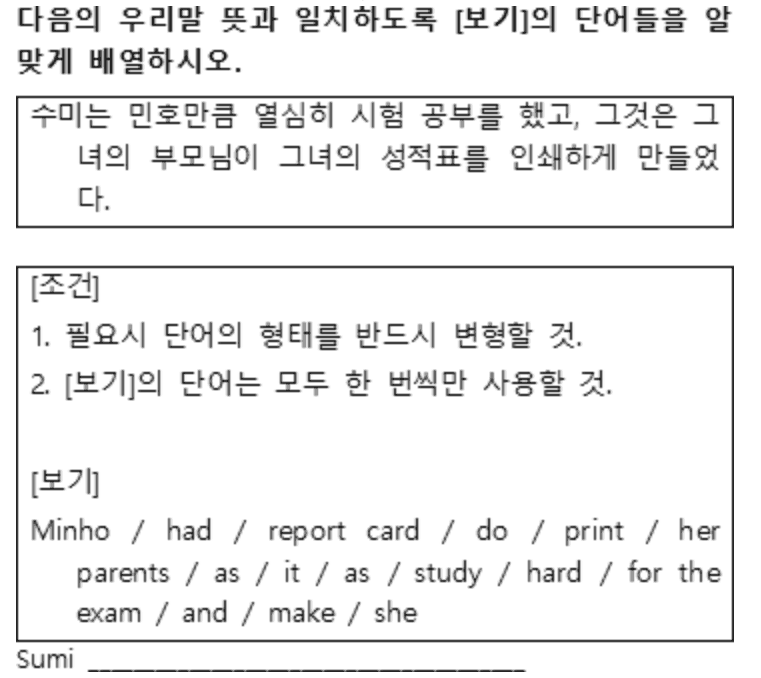 다음의 우리말 뜻과 일치하도록 [보기]의 단어들을 알
맞게 배열하시오.
수미는 민호만큼 열심히 시험 공부를 했고, 그것은 그
녀의 부모님이 그녀의 성적표를 인쇄하게 만들었
다.
[조건]
1. 필요시 단어의 형태를 반드시 변형할 것.
2. [보기]의 단어는 모두 한 번씩만 사용할 것.
[보기]
Minho / had / report card / do / print / her
parents / as / it / as / study / hard / for the
exam / and / make / she
Sumi ________________________________